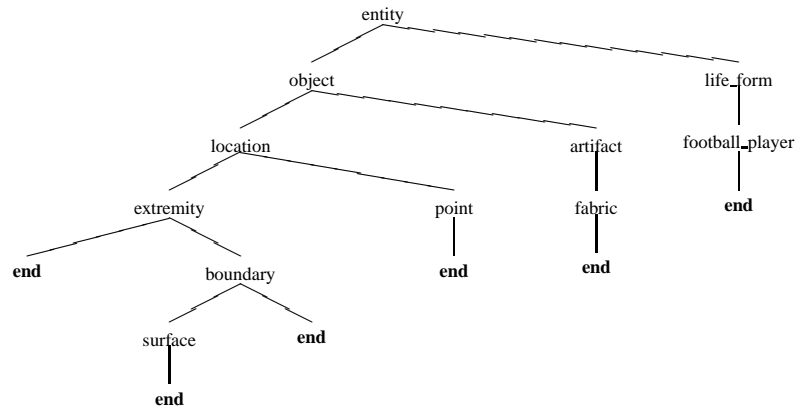 entity
object life_form
location artifact football_player
extremity point fabric end
end boundary end end
surface end
end